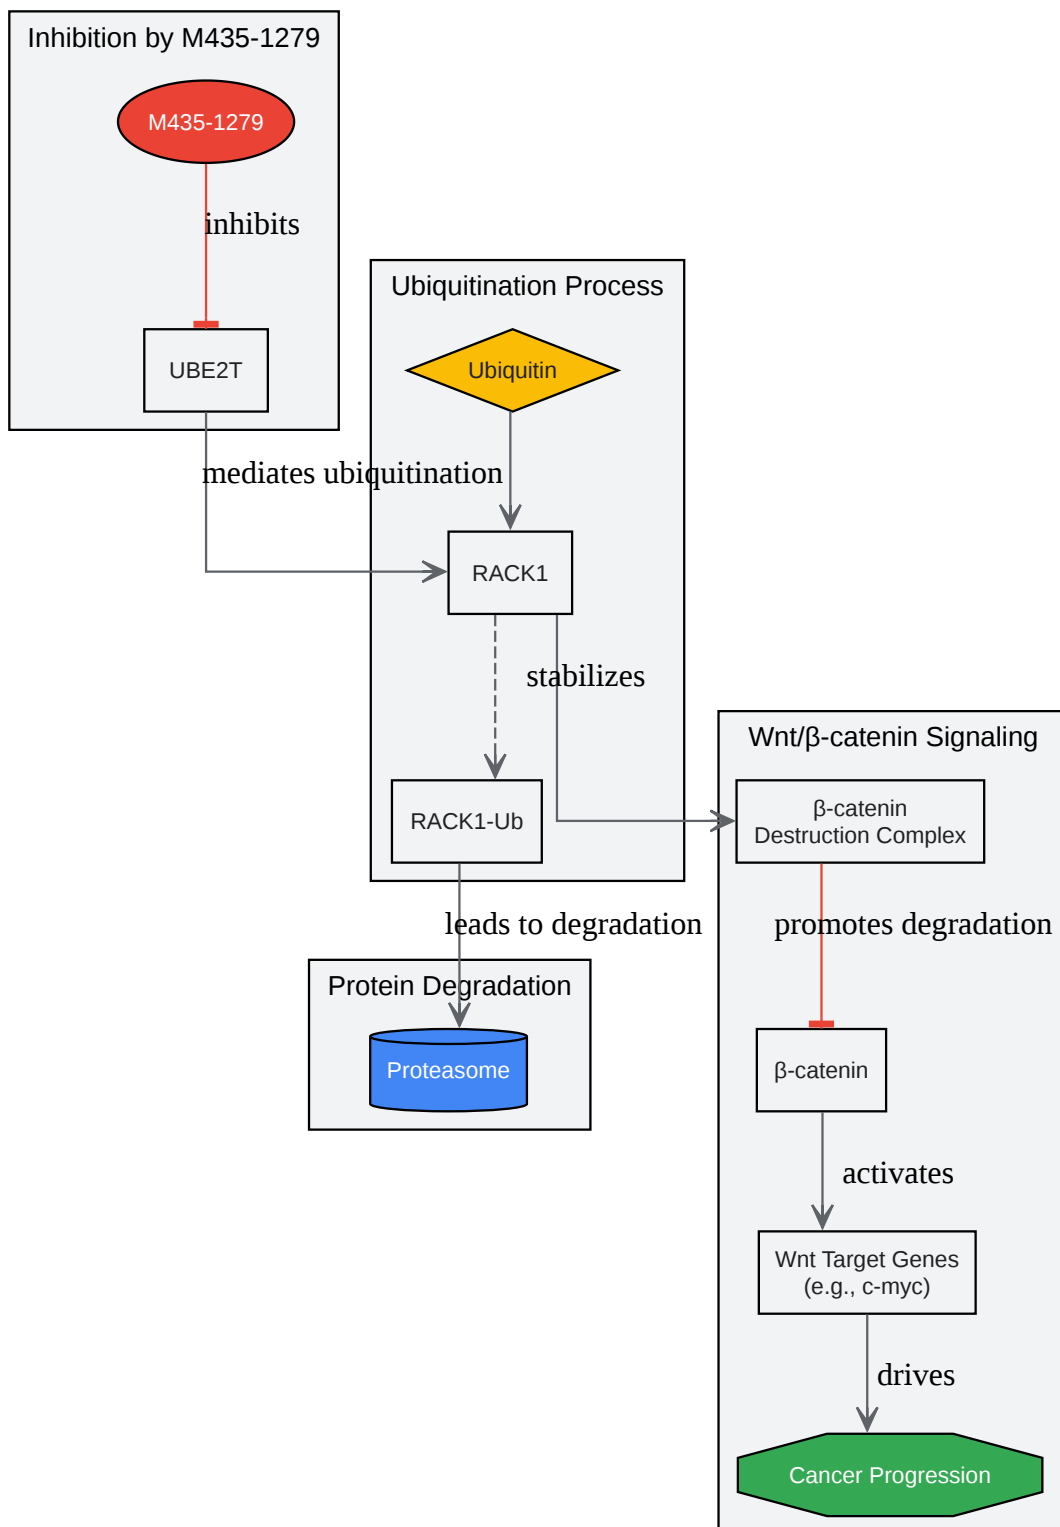 Inhibition by M435-1279
M435-1279
inhibits
UBE2T
Ubiquitination Process
Ubiquitin
mediates ubiquitination
RACK1
stabilizes
RACK1-Ub
leads to degradation
Protein Degradation
Proteasome
Wnt/β-catenin Signaling
β-catenin
Destruction Complex
promotes degradation
β-catenin
activates
Wnt Target Genes
(e.g., c-myc)
drives
Cancer Progression